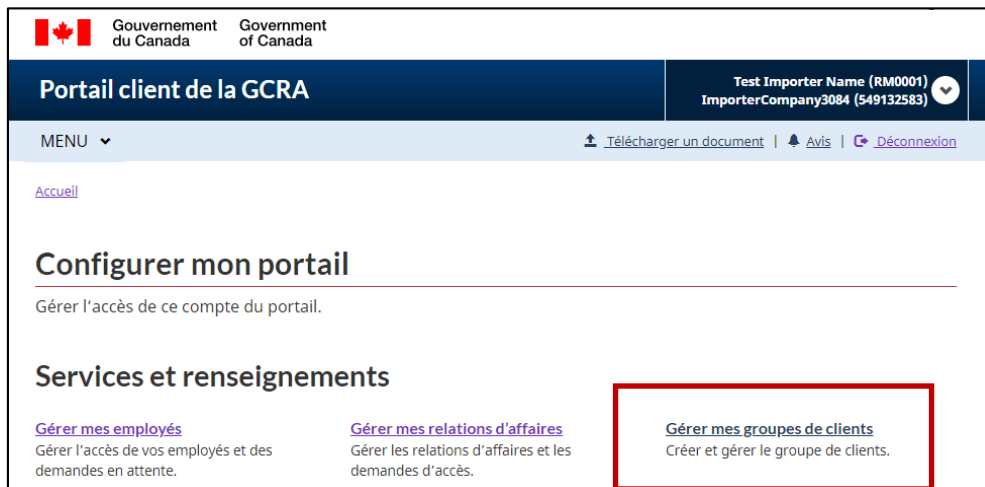 Gouvernement Government
du Canada of Canada
Portail client de la GCRA
Test Importer Name (RM0001)
ImporterCompany3084 (549132583)
MENU
Télécharger un document | Avis | Déconnexion
Accueil
Configurer mon portail
Gérer l'accès de ce compte du portail.
Services et renseignements
Gérer mes employés
Gérer l'accès de vos employés et des
demandes en attente.
Gérer mes relations d'affaires
Gérer les relations d'affaires et les
demandes d'accès.
Gérer mes groupes de clients
Créer et gérer le groupe de clients.